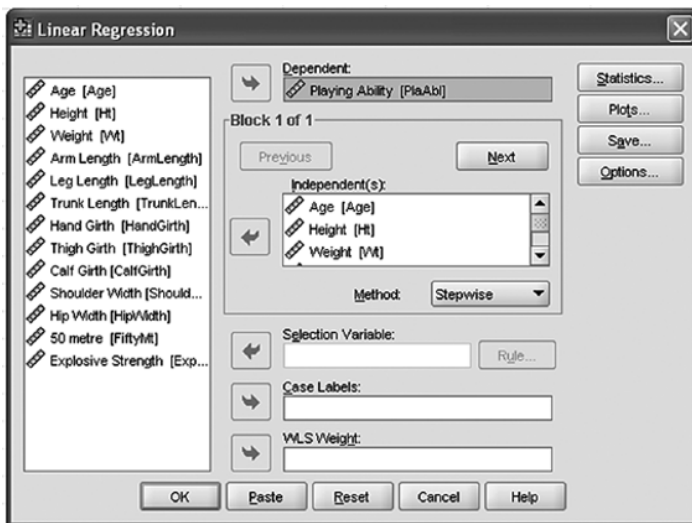 Linear Regression
Age [Age]
Height [Ht]
Weight [Wt]
Arm Length [ArmLength]
Leg Length [LegLength]
Trunk Length [TrunkLen...
Hand Girth [HandGirth]
Thigh Girth [ThighGirth]
Calf Girth [CalfGirth]
Shoulder Width [Should...
Hip Width [HipWidth]
50 metre [FiftyMt]
Explosive Strength [Exp...
Dependent:
Playing Ability [PlaAbl]
Block 1 of 1
Previous
Next
Independent(s):
Age [Age]
Height [Ht]
Weight [Wt]
Method: Stepwise
Selection Variable:
Rule...
Case Labels:
WLS Weight:
Statistics...
Plots...
Save...
Options...
OK Paste Reset Cancel Help